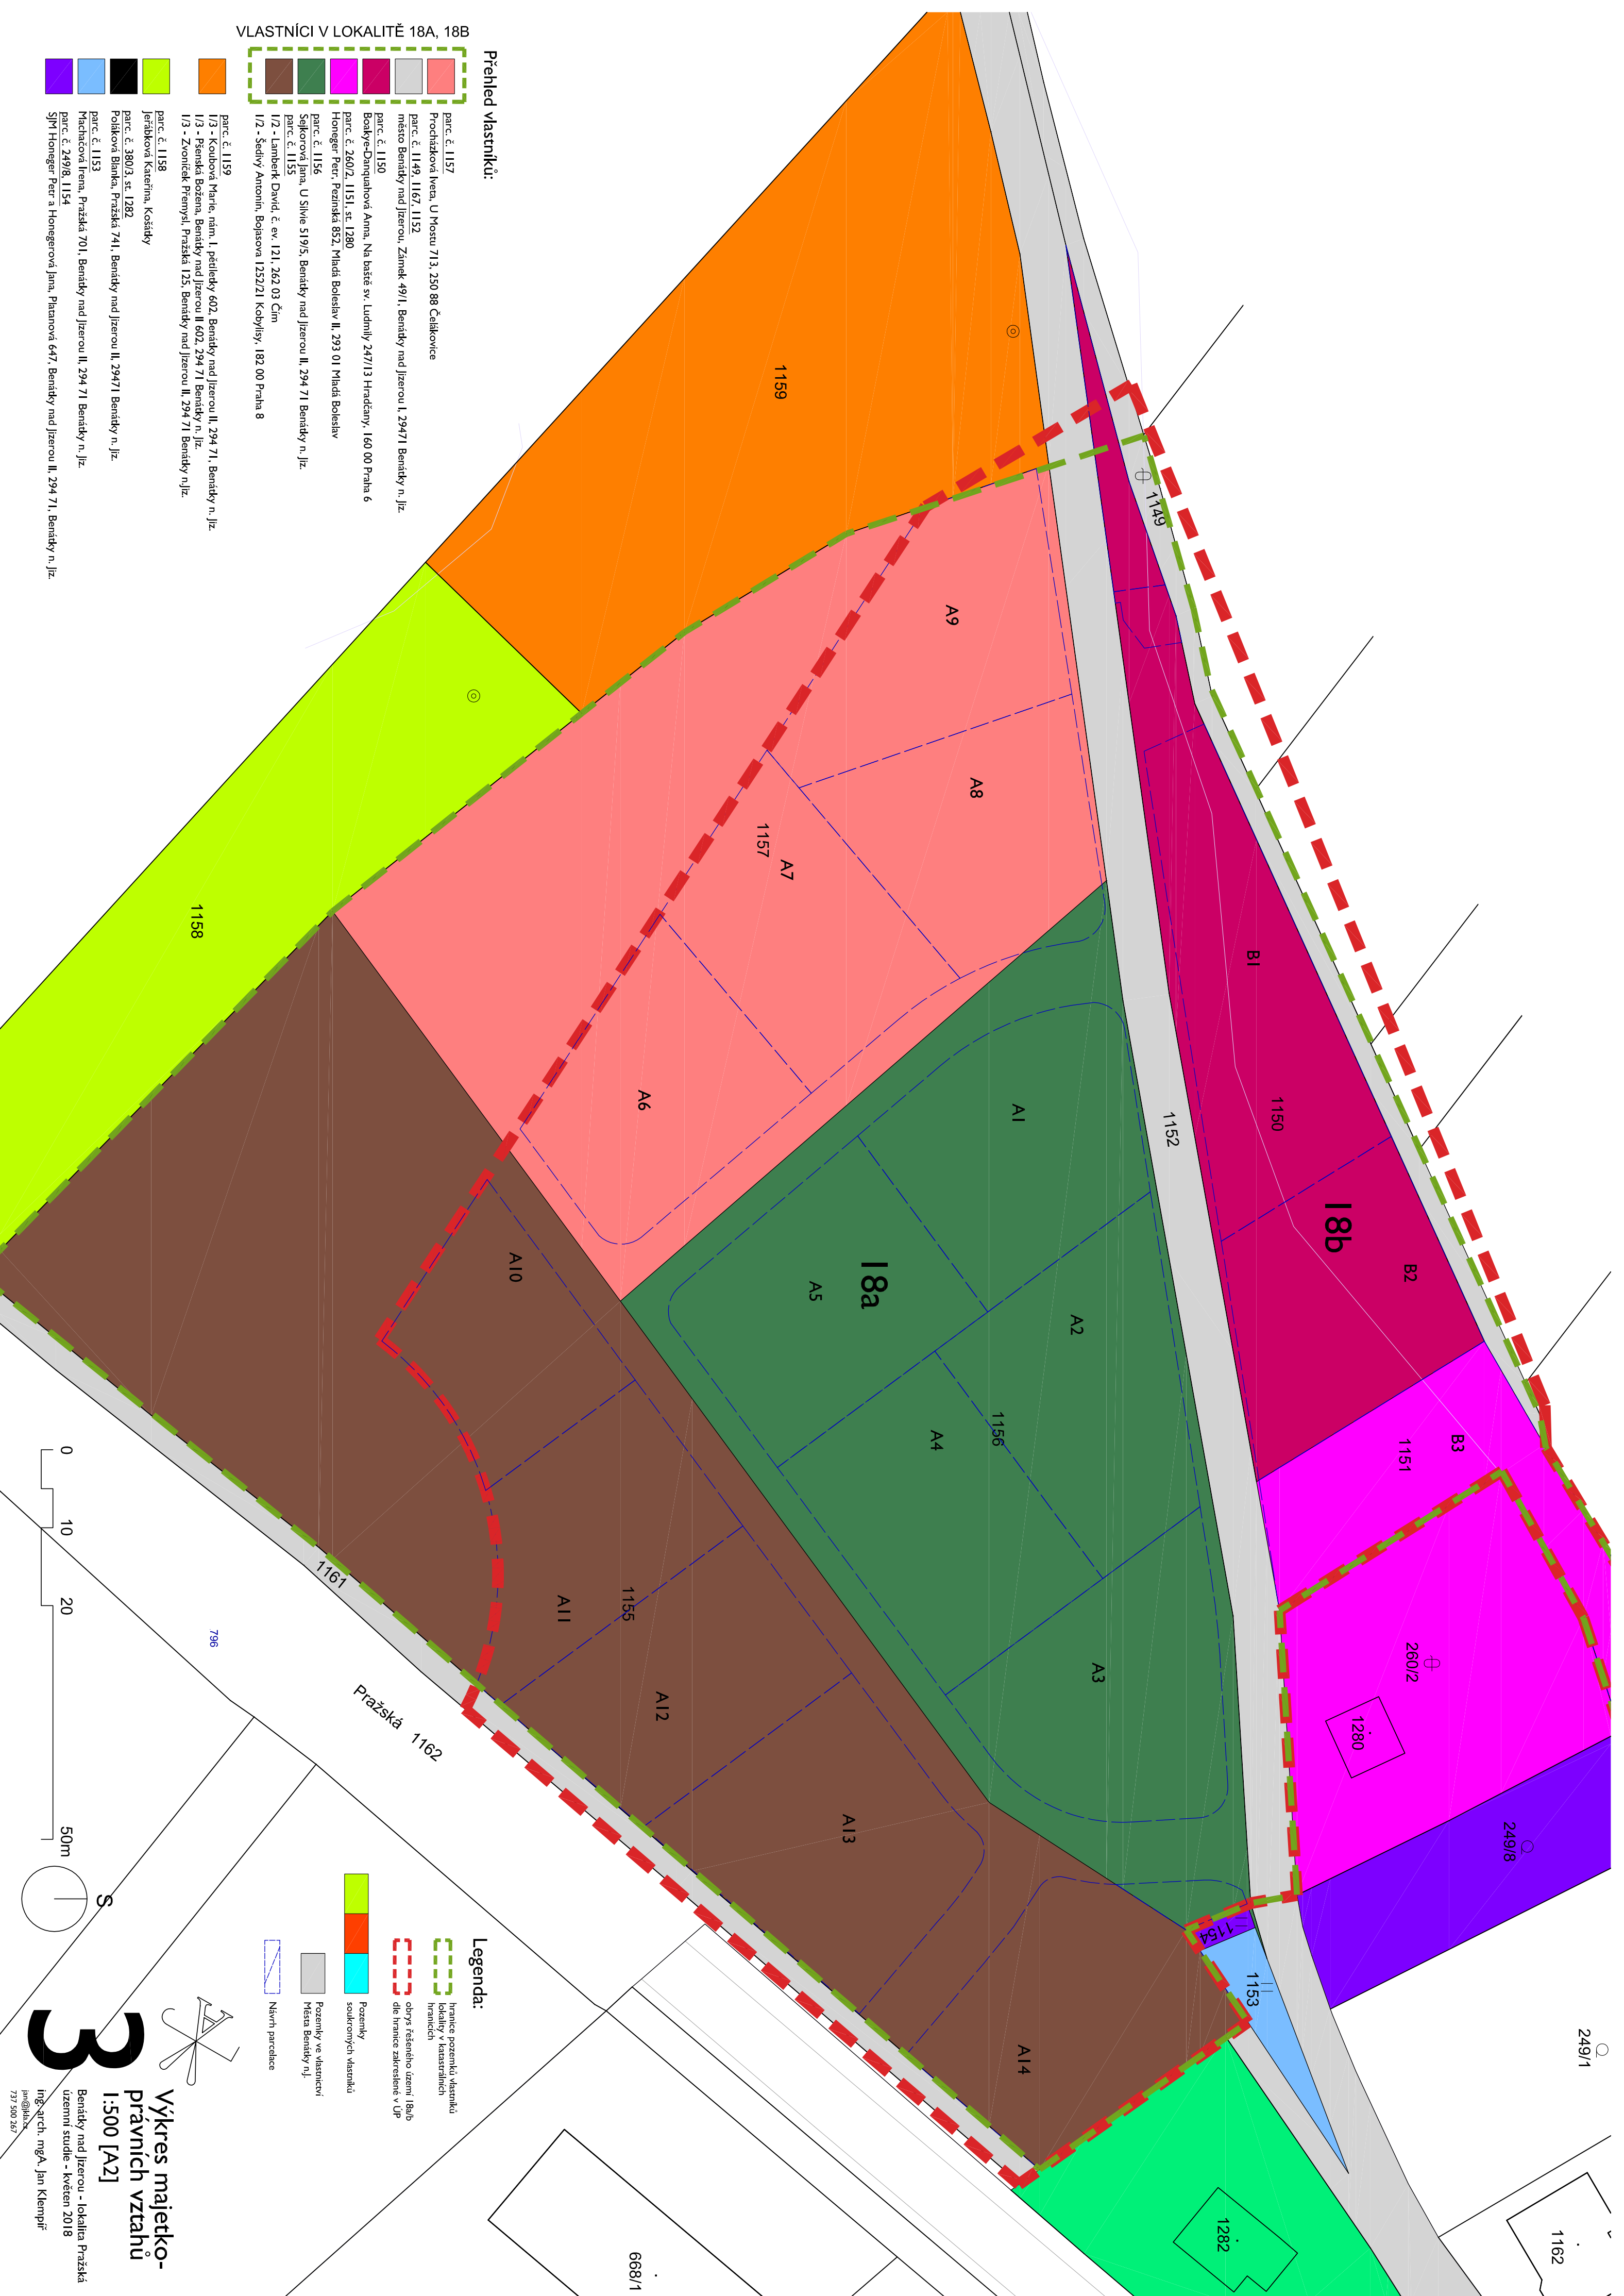 VLASTNÍCI V LOKALITĚ 18A, 18B
Přehled vlastníků:
parc. č. 1157
Procházková Iveta, U Mostu 713, 250 88 Čelákovice
parc. č. 1149, 1167, 1152
město Benátky nad Jizerou, Zámek 49/1, Benátky nad Jizerou I, 29471 Benátky n. Jiz.
parc. č. 1150
Boakye-Danquahová Anna, Na baště sv. Ludmily 247/13 Hradčany, 160 00 Praha 6
parc. č. 260/2, 1151, st. 1280
Honeger Petr, Pezinská 852, Mladá Boleslav II, 293 01 Mladá Boleslav
parc. č. 1156
Sejkorová Jana, U Silvie 519/5, Benátky nad Jizerou II, 294 71 Benátky n. Jiz.
parc. č. 1155
1/2 - Lamberk David, č. ev. 121, 262 03 Čím
1/2 - Šedivý Antonín, Bojasova 1252/21 Kobylisy, 182 00 Praha 8
parc. č. 1159
1/3 - Koubová Marie, nám. I. pětiletky 602, Benátky nad Jizerou II, 294 71, Benátky n. Jiz.
1/3 - Pšenská Božena, Benátky nad Jizerou II 602, 294 71 Benátky n. Jiz.
1/3 - Zvoníček Přemysl, Pražská 125, Benátky nad Jizerou II, 294 71 Benátky n.Jiz.
parc. č. 1158
Jeřábková Kateřina, Košátky
parc. č. 380/3, st. 1282
Poláková Blanka, Pražská 741, Benátky nad Jizerou II, 29471 Benátky n. Jiz.
parc. č. 1153
Machačová Irena, Pražská 701, Benátky nad Jizerou II, 294 71 Benátky n. Jiz.
parc. č. 249/8, 1154
SJM Honeger Petr a Honegerová Jana, Platanová 647, Benátky nad Jizerou II, 294 71, Benátky n. Jiz.
1159
1149
A9
A8
1157
A7
1158
B1
1150
1152
A1
A6
18b
B2
18a
A5
A2
A10
1156
A4
B3
1151
1155
A11
A3
260/2
1280
A12
1161
796
Pražská 1162
A13
249/8
1154
1153
249/1
A14
1282
1162
668/1
0
10
20
50m
S
Legenda:
hranice pozemků vlastníků
lokality v katastrálních
hranicích
obrys řešeného území 18a/b
dle hranice zakreslené v ÚP
Pozemky
soukromých vlastníků
Pozemky ve vlastnictví
Města Benátky n.J.
Návrh parcelace
3
Výkres majetko-
právních vztahů
1:500 [A2]
Benátky nad Jizerou - lokalita Pražská
územní studie - květen 2018
ing. arch. mgA. Jan Klempíř
737 500 267